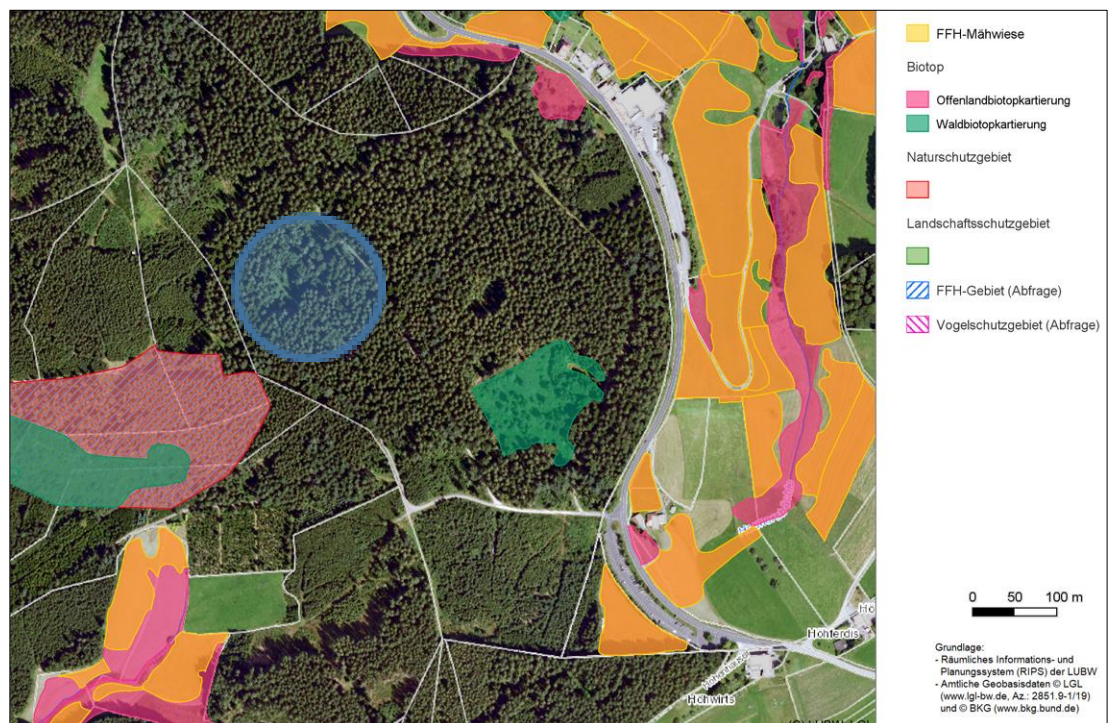 FFH-Mähwiese
Biotop
Offenlandbiotopkartierung
Waldbiotopkartierung
Naturschutzgebiet
Landschaftsschutzgebiet
FFH-Gebiet (Abfrage)
Vogelschutzgebiet (Abfrage)
0 50 100 m
Hö
Hohferdis
Hohwirts
Grundlage:
- Räumliches Informations- und
Planungssystem (RIPS) der LUBW
- Amtliche Geobasisdaten © LGL
(www.lgl-bw.de, Az.: 2851.9-1/19)
und © BKG (www.bkg.bund.de)